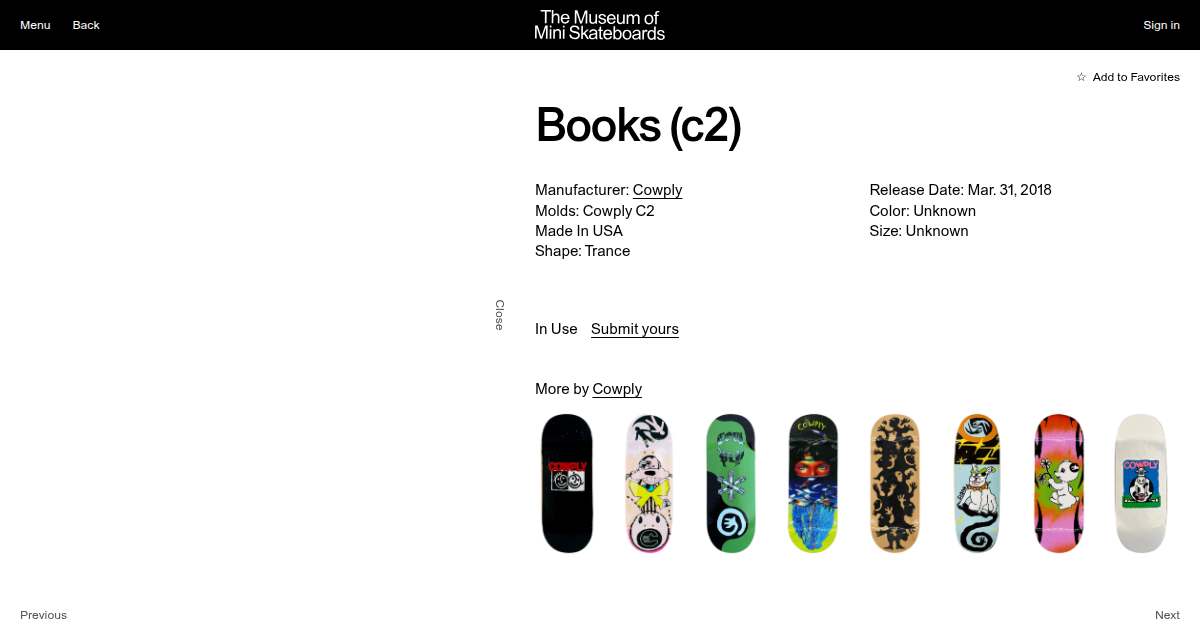 Menu Back
The Museum of
Mini Skateboards
Sign in
☆ Add to Favorites
Books (c2)
Manufacturer: Cowply
Molds: Cowply C2
Made In USA
Shape: Trance
Release Date: Mar. 31, 2018
Color: Unknown
Size: Unknown
Close
In Use Submit yours
More by Cowply
COWPLY
COWPLY
COWPLY
Previous
Next